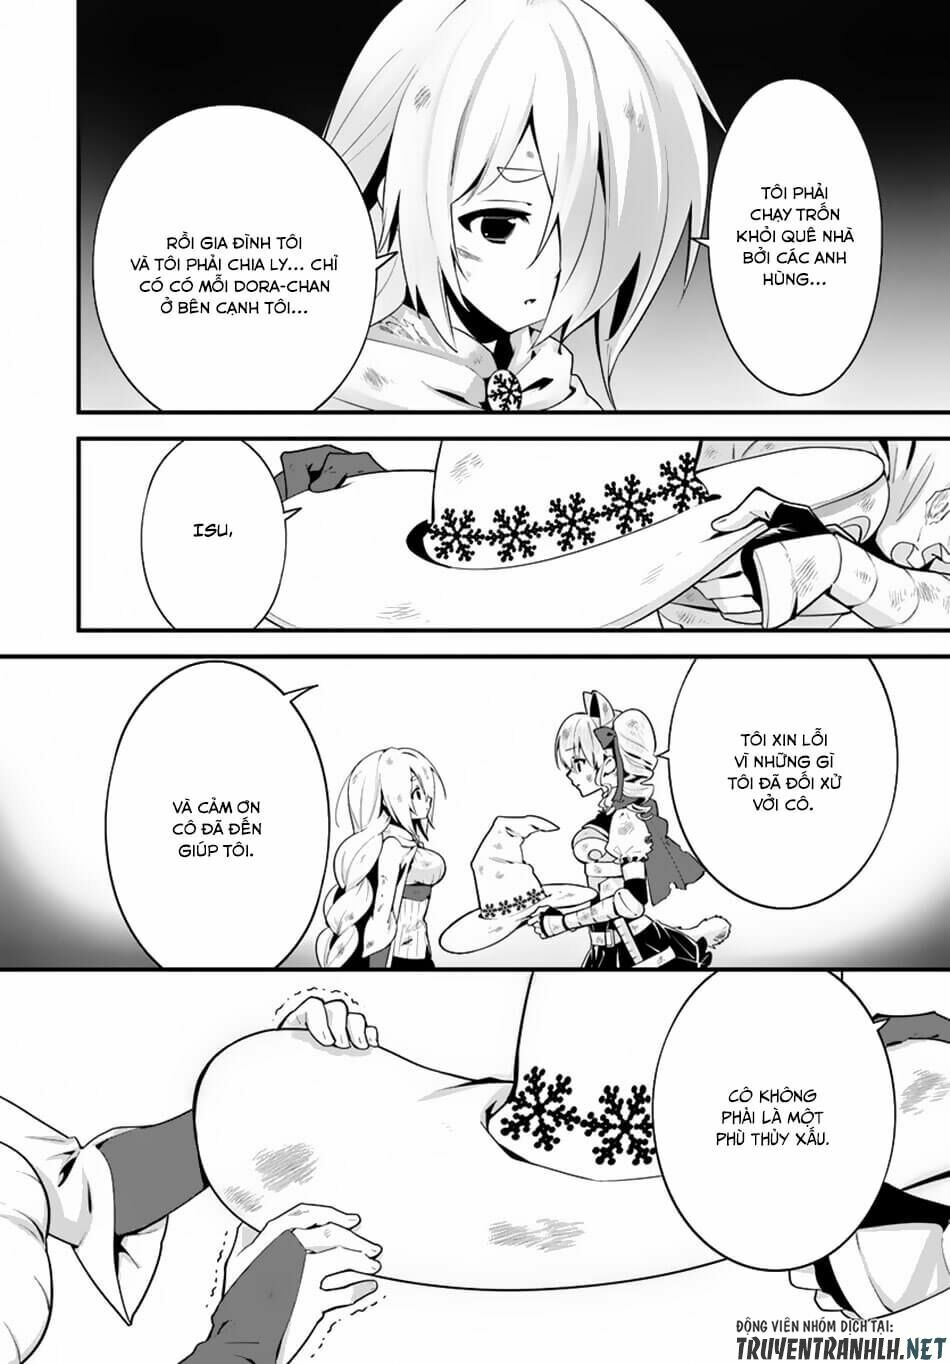 TÔI PHẢI
CHẠY TRỐN
KHỎI QUÊ NHÀ
BỞI CÁC ANH
HÙNG...
RỒI GIA ĐÌNH TÔI
VÀ TÔI PHẢI CHIA LY... CHỈ
CÓ CÓ MỖI DORA-CHAN
Ở BÊN CẠNH TÔI...
ISU,
TÔI XIN LỖI
VÌ NHỮNG GÌ
TÔI ĐÃ ĐỐI XỬ
VỚI CÔ.
VÀ CẢM ƠN
CÔ ĐÃ ĐẾN
GIÚP TÔI.
CÔ KHÔNG
PHẢI LÀ MỘT
PHÙ THỦY XẤU.
ĐỘNG VIÊN NHÓM DỊCH TẠI:
TRUYENTRANHLH.NET